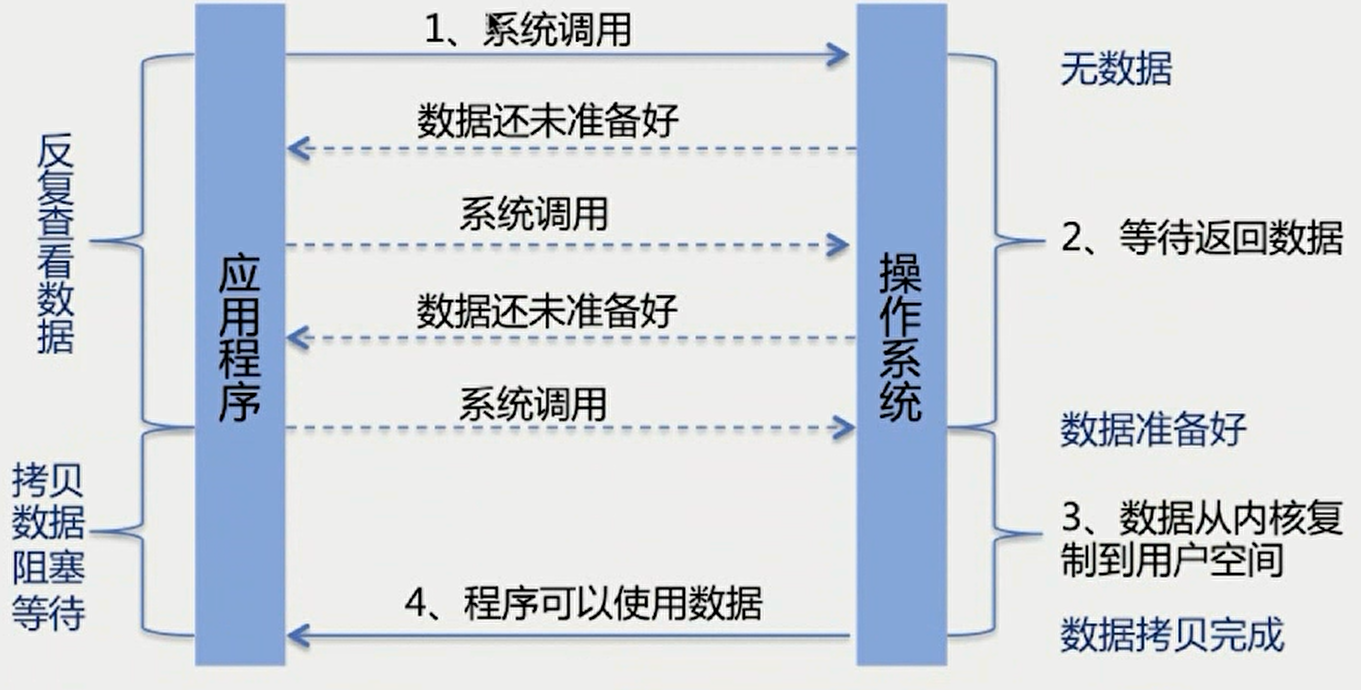 1、系统调用
无数据
数据还未准备好
反复查看数据
系统调用
2、等待返回数据
应用程序
操作系统
数据还未准备好
系统调用
数据准备好
拷贝
数据
阻塞
等待
3、数据从内核复
制到用户空间
4、程序可以使用数据
数据拷贝完成